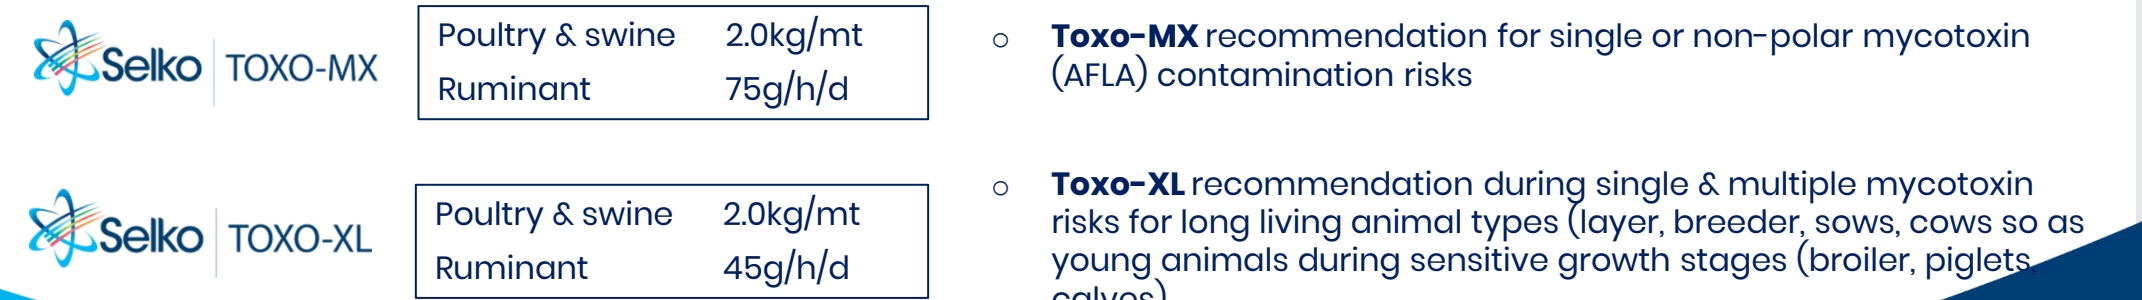 Selko TOXO-MX
Poultry & swine 2.0kg/mt
Ruminant 75g/h/d
○ Toxo-MX recommendation for single or non-polar mycotoxin
(AFLA) contamination risks
Selko TOXO-XL
Poultry & swine 2.0kg/mt
Ruminant 45g/h/d
○ Toxo-XL recommendation during single & multiple mycotoxin
risks for long living animal types (layer, breeder, sows, cows so as
young animals during sensitive growth stages (broiler, piglets,
calves)